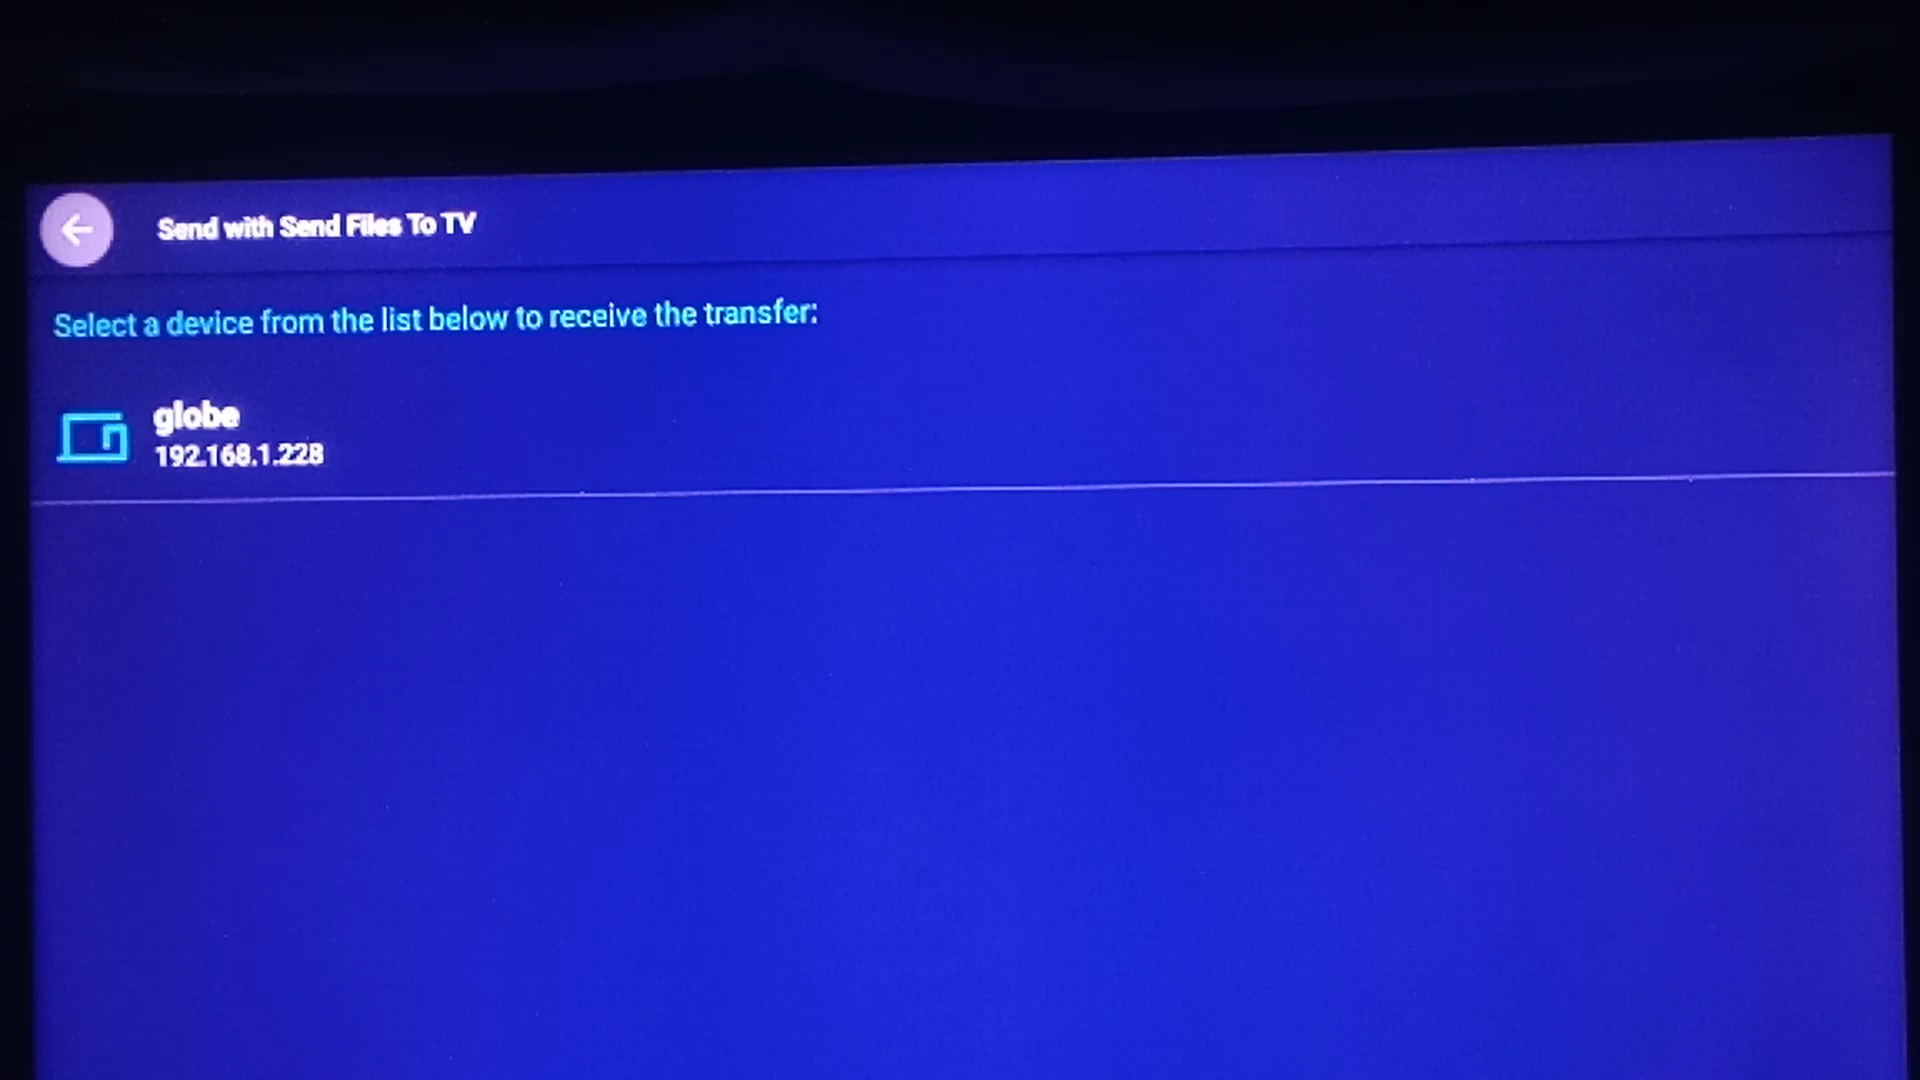 Send with Send Files To TV
Select a device from the list below to receive the transfer:
globe
192.168.1.228